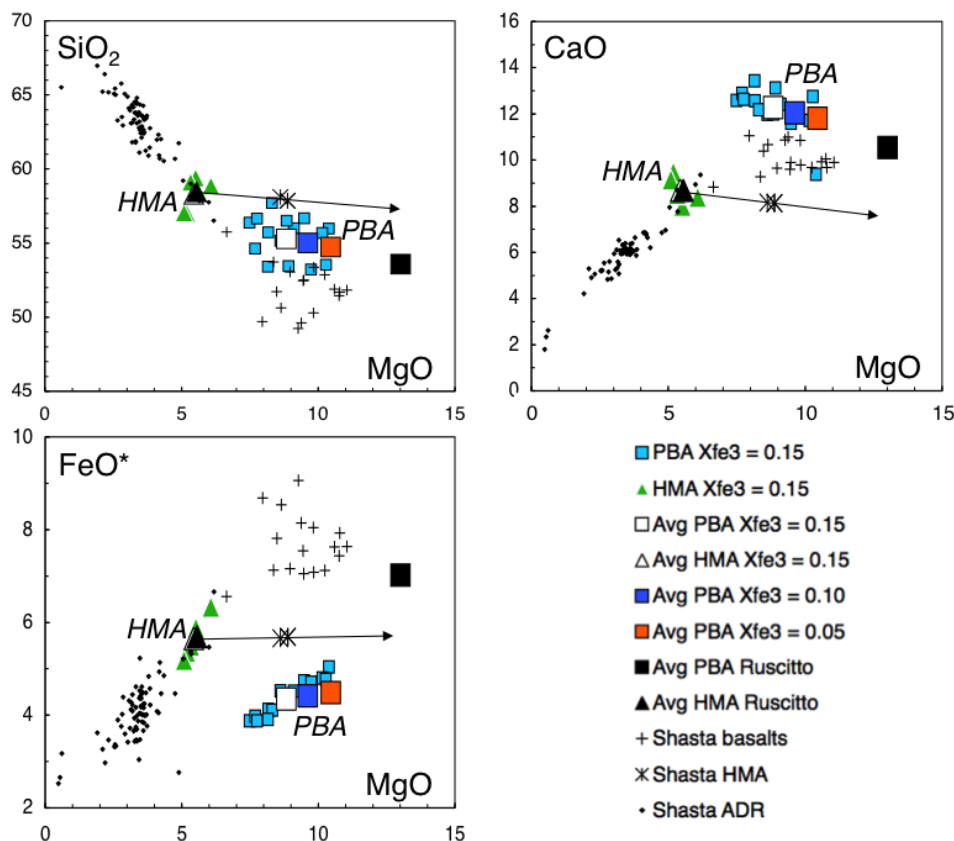 SiO2
70
65
60
55
50
45
HMA
PBA
MgO
0
5
10
15
CaO
16
14
12
10
8
6
4
2
0
PBA
HMA
MgO
0
5
10
15
FeO*
10
8
6
4
2
HMA
PBA
MgO
0
5
10
15
PBA Xfe3 = 0.15
HMA Xfe3 = 0.15
Avg PBA Xfe3 = 0.15
Avg HMA Xfe3 = 0.15
Avg PBA Xfe3 = 0.10
Avg PBA Xfe3 = 0.05
Avg PBA Ruscitto
Avg HMA Ruscitto
Shasta basalts
Shasta HMA
Shasta ADR